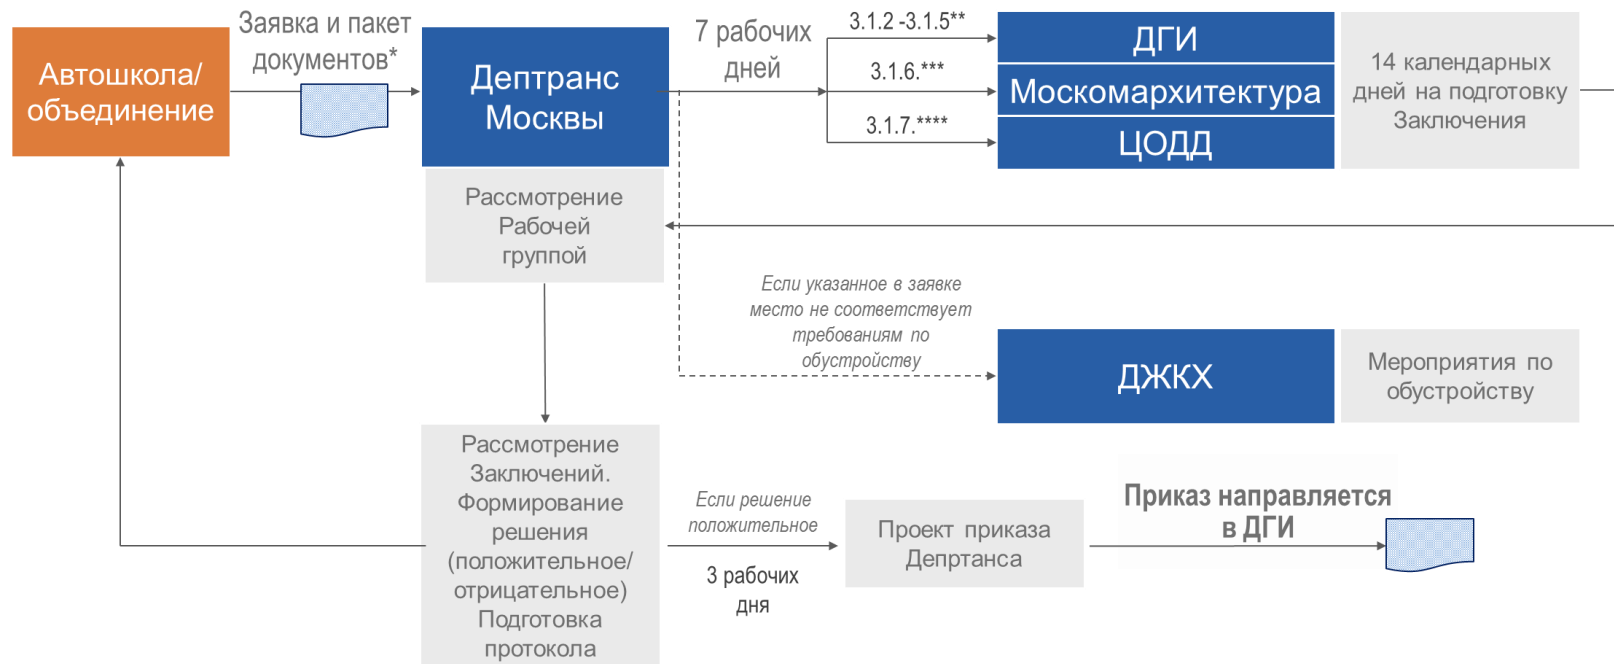 Автошкола/
объединение
Заявка и пакет
документов*
Дептранс
Москвы
7 рабочих
дней
3.1.2 -3.1.5**
3.1.6.***
3.1.7.****
ДГИ
Москомархитектура
ЦОДД
14 календарных
дней на подготовку
Заключения
Рассмотрение
Рабочей
группой
Если указанное в заявке
место не соответствует
требованиям по
обустройству
ДЖКХ
Мероприятия по
обустройству
Рассмотрение
Заключений.
Формирование
решения
(положительное/
отрицательное)
Подготовка
протокола
Если решение
положительное
3 рабочих
дня
Проект приказа
Депртанса
Приказ направляется
в ДГИ